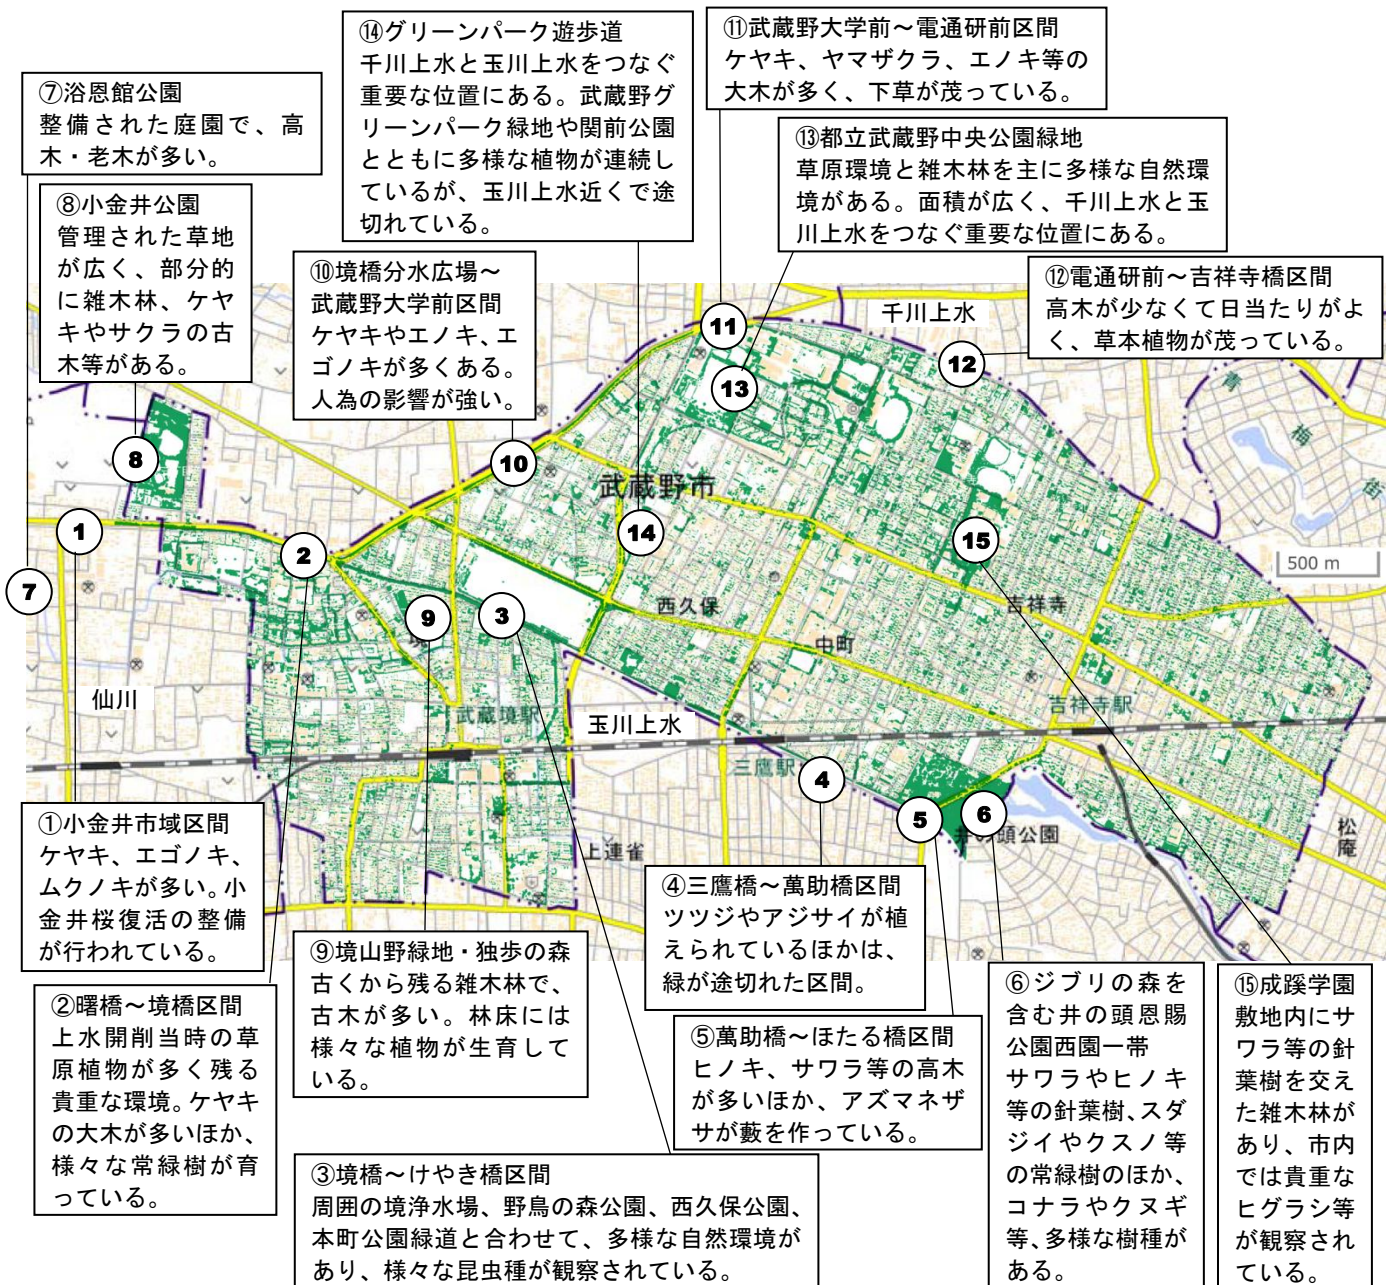 ⑭グリーンパーク遊歩道
千川上水と玉川上水をつなぐ
重要な位置にある。武蔵野グ
リーンパーク緑地や関前公園
とともに多様な植物が連続し
ているが、玉川上水近くで途
切れている。
⑪武蔵野大学前～電通研前区間
ケヤキ、ヤマザクラ、エノキ等の
大木が多く、下草が茂っている。
⑦浴恩館公園
整備された庭園で、高
木・老木が多い。
⑬都立武蔵野中央公園緑地
草原環境と雑木林を主に多様な自然環
境がある。面積が広く、千川上水と玉
川上水をつなぐ重要な位置にある。
⑧小金井公園
管理された草地
が広く、部分的
に雑木林、ケヤ
キやサクラの古
木等がある。
⑩境橋分水広場～
武蔵野大学前区間
ケヤキやエノキ、エ
ゴノキが多くある。
人為の影響が強い。
⑫電通研前～吉祥寺橋区間
高木が少なくて日当たりがよ
く、草本植物が茂っている。
千川上水
11
12
13
青
梅
街
8
10
武蔵野市
1
2
14
15
500 m
7
9
3
西久保
吉祥寺
境
中町
仙川
武蔵境駅
玉川上水
吉祥寺駅
三鷹駅
4
5
6
井の頭公園
松
庵
上連雀
①小金井市域区間
ケヤキ、エゴノキ、
ムクノキが多い。小
金井桜復活の整備
が行われている。
④三鷹橋～萬助橋区間
ツツジやアジサイが植
えられているほかは、
緑が途切れた区間。
⑨境山野緑地・独歩の森
古くから残る雑木林で、
古木が多い。林床には
様々な植物が生育して
いる。
②曙橋～境橋区間
上水開削当時の草
原植物が多く残る
貴重な環境。ケヤキ
の大木が多いほか、
様々な常緑樹が育
っている。
⑤萬助橋～ほたる橋区間
ヒノキ、サワラ等の高木
が多いほか、アズマネザ
サが藪を作っている。
⑥ジブリの森を
含む井の頭恩賜
公園西園一帯
サワラやヒノキ
等の針葉樹、スダ
ジイやクスノ等
の常緑樹のほか、
コナラやクヌギ
等、多様な樹種が
ある。
⑮成蹊学園
敷地内にサ
ワラ等の針
葉樹を交え
た雑木林が
あり、市内
では貴重な
ヒグラシ等
が観察され
ている。
③境橋～けやき橋区間
周囲の境浄水場、野鳥の森公園、西久保公園、
本町公園緑道と合わせて、多様な自然環境が
あり、様々な昆虫種が観察されている。